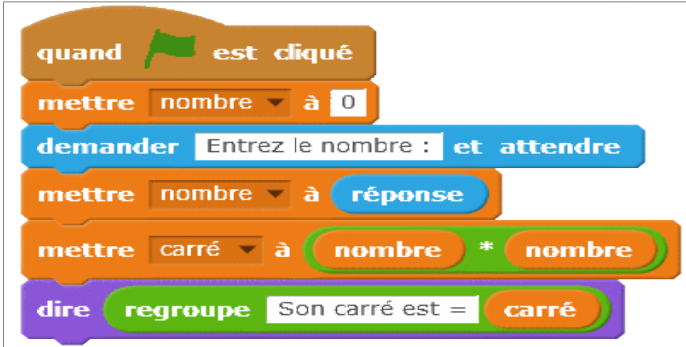 quand est cliqué
mettre nombre à 0
demander Entrez le nombre : et attendre
mettre nombre à réponse
mettre carré à nombre * nombre
dire regroupe Son carré est = carré